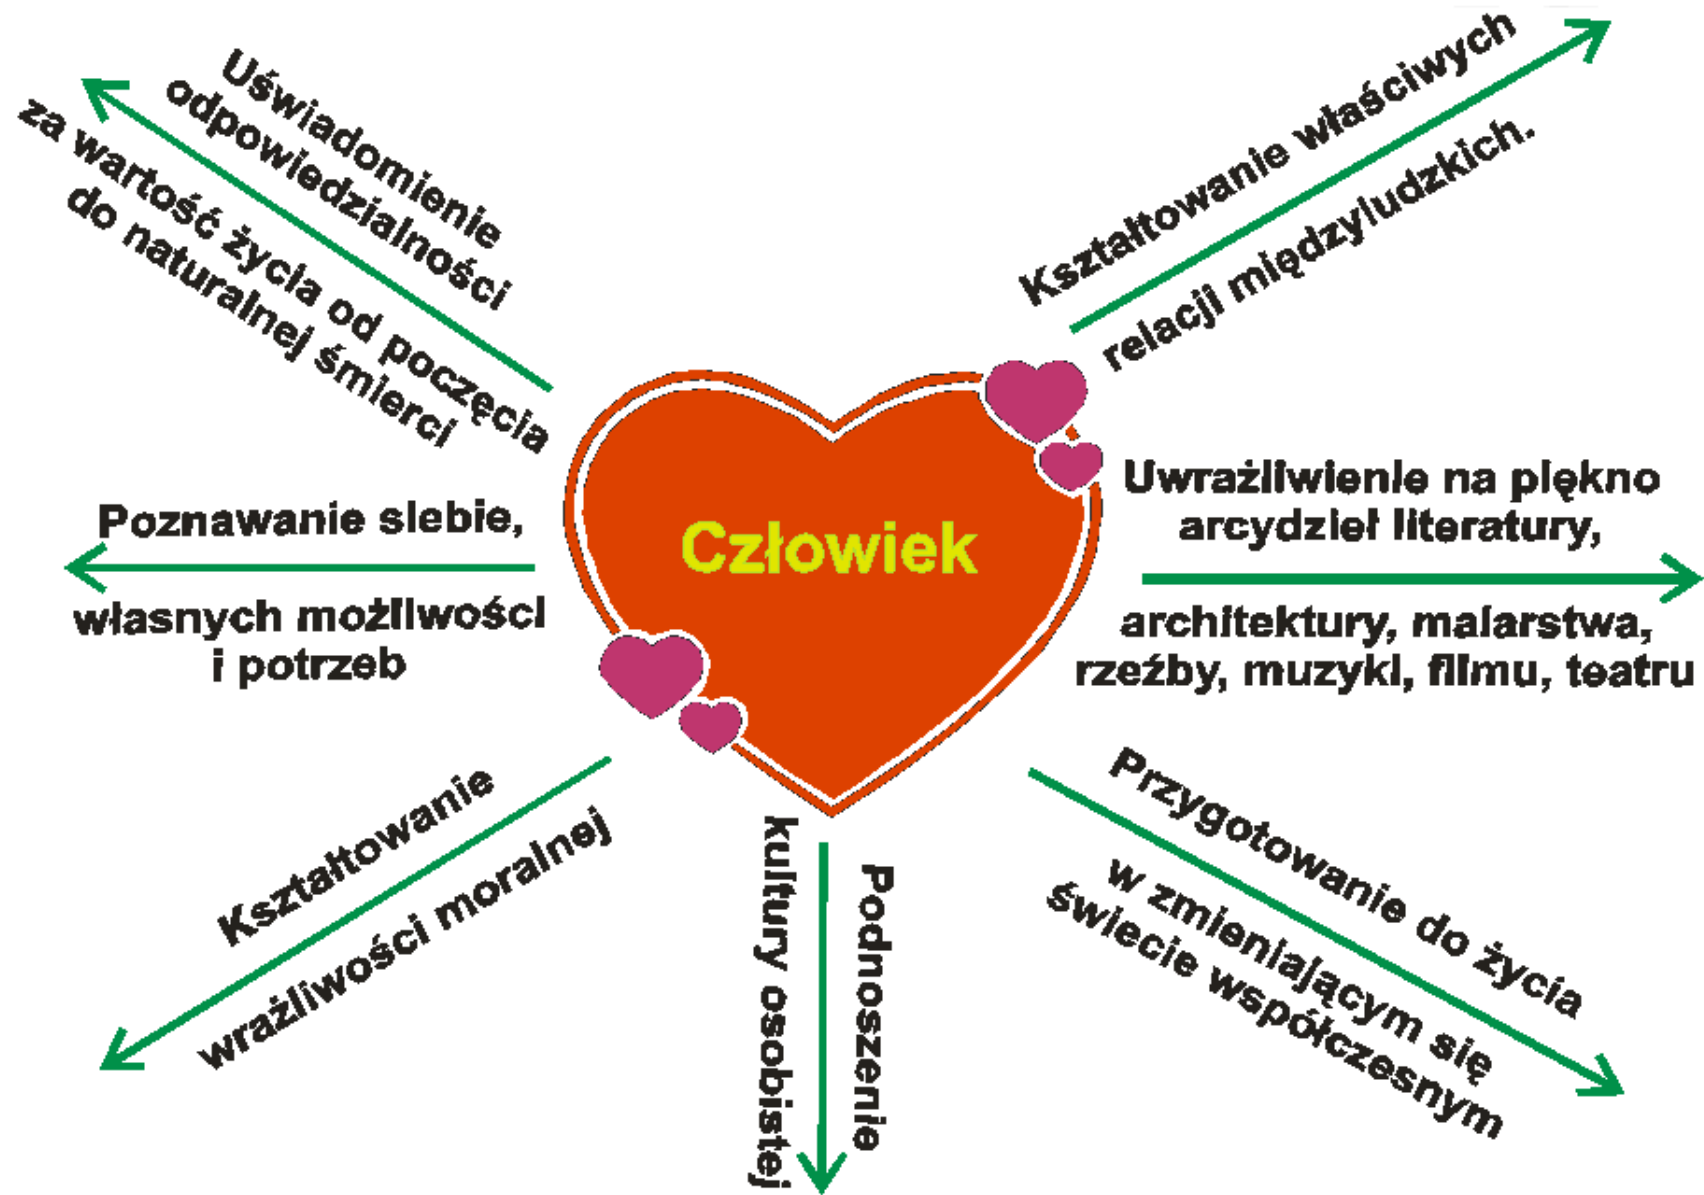 Uświadomienie
odpowiedzialności
za wartość życia od poczęcia
do naturalnej śmierci
Kształtowanie właściwych
relacji międzyludzkich.
Poznawanie siebie,
własnych możliwości
i potrzeb
Człowiek
Uwrażliwienie na piękno
arcydzieł literatury,
architektury, malarstwa,
rzeźby, muzyki, filmu, teatru
Kształtowanie
wrażliwości moralnej
Podnoszenie
kultury osobistej
Przygotowanie do życia
w zmieniającym się
świecie współczesnym